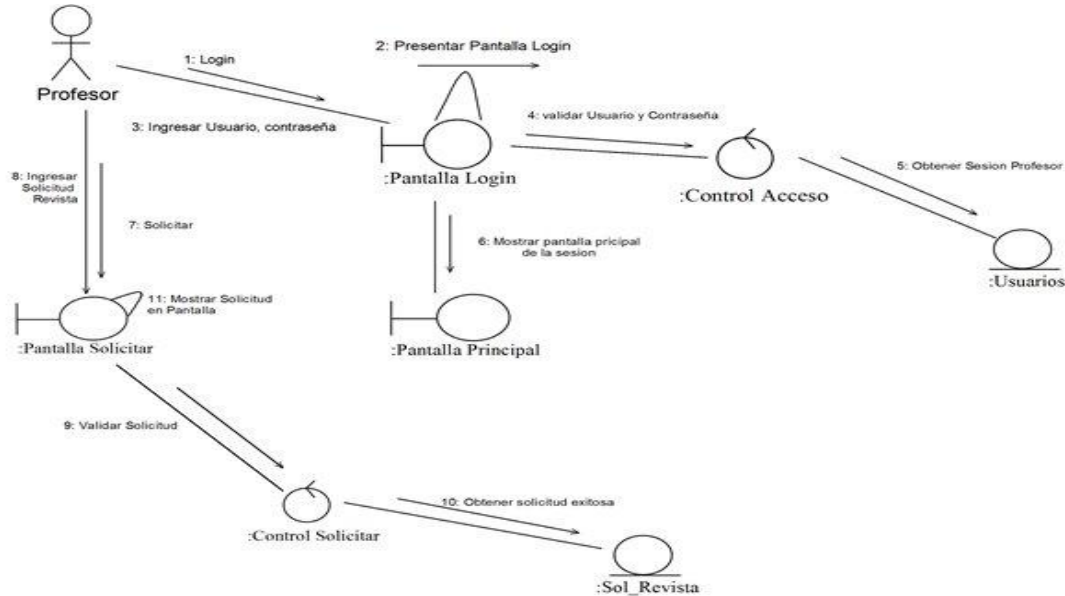 2: Presentar Pantalla Login
1: Login
Profesor
3: Ingresar Usuario, contraseña
4: validar Usuario y Contraseña
:Pantalla Login
:Control Acceso
5: Obtener Sesion Profesor
8: Ingresar
Solicitud
Revista
7: Solicitar
6: Mostrar pantalla pricipal
de la sesion
:Usuarios
11: Mostrar Solicitud
en Pantalla
:Pantalla Solicitar
:Pantalla Principal
9: Validar Solicitud
10: Obtener solicitud exitosa
:Control Solicitar
:Sol_Revista